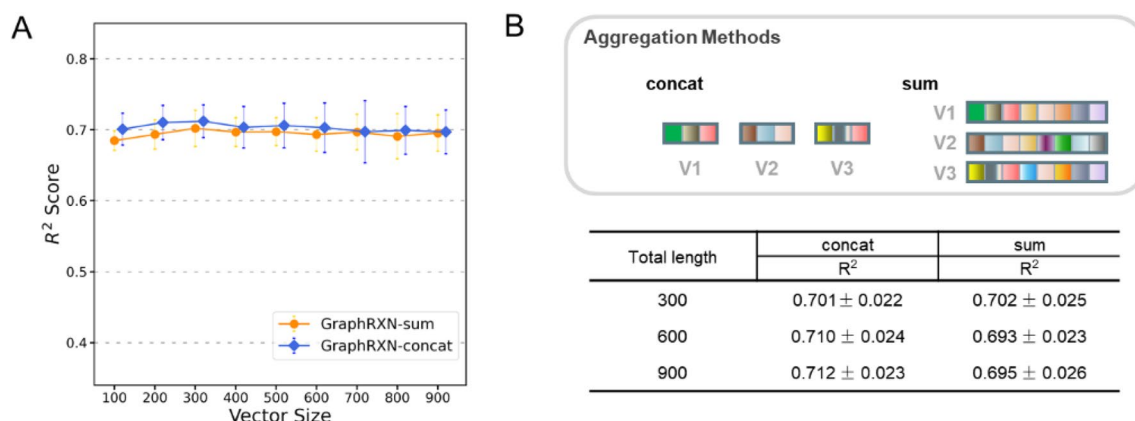 A
0.8
0.7
0.6
0.5
0.4
R² Score
GraphRXN-sum
GraphRXN-concat
100 200 300 400 500 600 700 800 900
Vector Size
B
Aggregation Methods
concat
sum
V1
V2
V3
V1
V2
V3
Total length
concat
sum
R²
R²
300 0.701 ± 0.022 0.702 ± 0.025
600 0.710 ± 0.024 0.693 ± 0.023
900 0.712 ± 0.023 0.695 ± 0.026